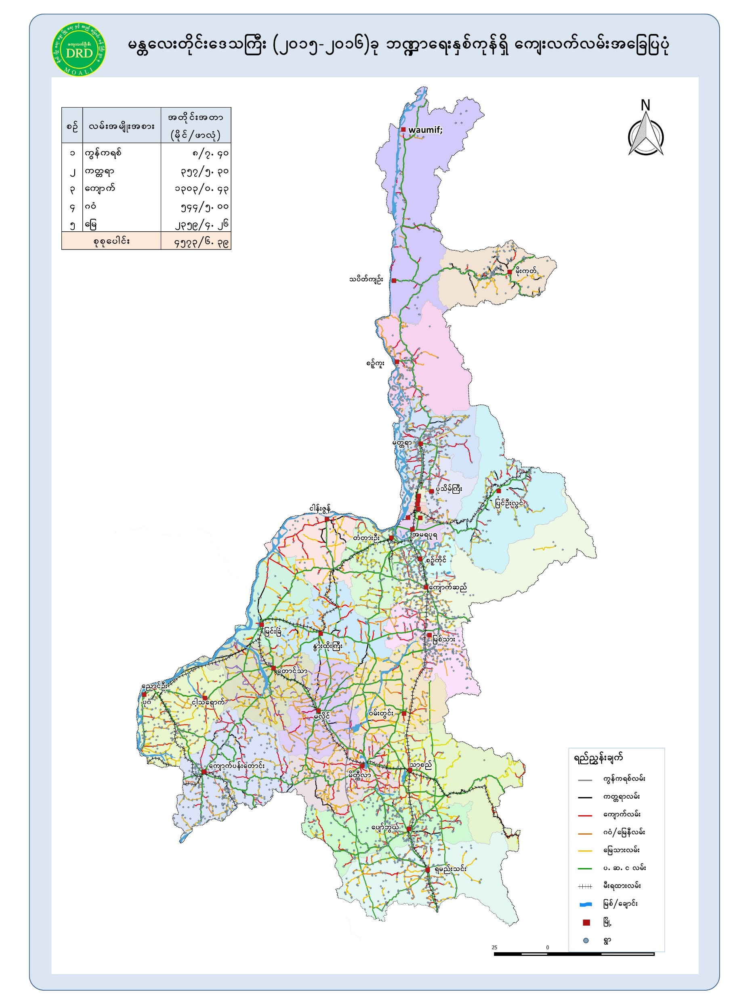 မန္တလေးတိုင်းဒေသကြီး (၂၀၁၅-၂၀၁၆)ခု ဘဏ္ဍာရေးနှစ်ကုန်ရှိ ကျေးလက်လမ်းအခြေပြပုံ
ကျေးလက်ဦးစီး
DRD
MOALI
စဉ် လမ်းအမျိုးအစား အတိုင်းအတာ
(မိုင်/ဖာလုံ)
၁ ကွန်ကရစ် ၈/၇. ၄၀
၂ ကတ္တရာ ၃၅၇/၅. ၃၀
၃ ကျောက် ၁၃၀၃/၀. ၄၃
၄ ဂဝံ ၅၄၄/၅. ၀၀
၅ မြေ ၂၃၅၉/၄. ၂၆
စုစုပေါင်း ၄၅၇၃/၆. ၃၉
N
waumif;
မိုးကုတ်
သပိတ်ကျဉ်း
စဉ့်ကူး
မတ္တရာ
ပုသိမ်ကြီး
ပြင်ဦးလွင်
ငါန်းဇွန်
တံတားဦး
အမရပူရ
စဉ့်ကိုင်
ကျောက်ဆည်
မြင်းခြံ
မြစ်သား
နွားထိုးကြီး
တောင်သာ
ညောင်ဦး
ပုဂံ
ငါ့သရောက်
မလှိုင်
ဝမ်းတွင်း
ကျောက်ပန်းတောင်း
သာစည်
မိတ္ထီလာ
ပျော်ဘွယ်
ရမည်းသင်း
ရည်ညွှန်းချက်
ကွန်ကရစ်လမ်း
ကတ္တရာလမ်း
ကျောက်လမ်း
ဂဝံ/မြေနီလမ်း
မြေသားလမ်း
ပ. ဆ. င လမ်း
မီးရထားလမ်း
မြစ်/ချောင်း
မြို့
ရွာ
25 0